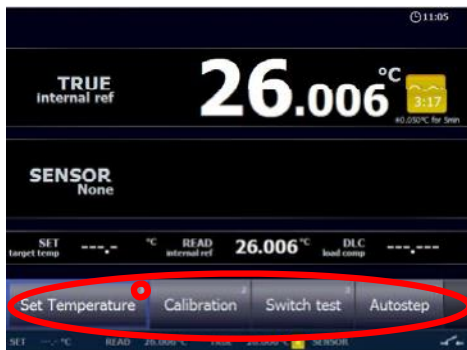 11:05
TRUE
internal ref
26.006 °C
3:17
±0.050°C for 5min
SENSOR
None
SET
target temp
---.-
°C
READ
internal ref
26.006 °C
DLC
load comp
---.---
Set Temperature
Calibration
2
Switch test
3
Autostep
SET ---.- °C READ 26.006°C TRUE 26.006°C SENSOR